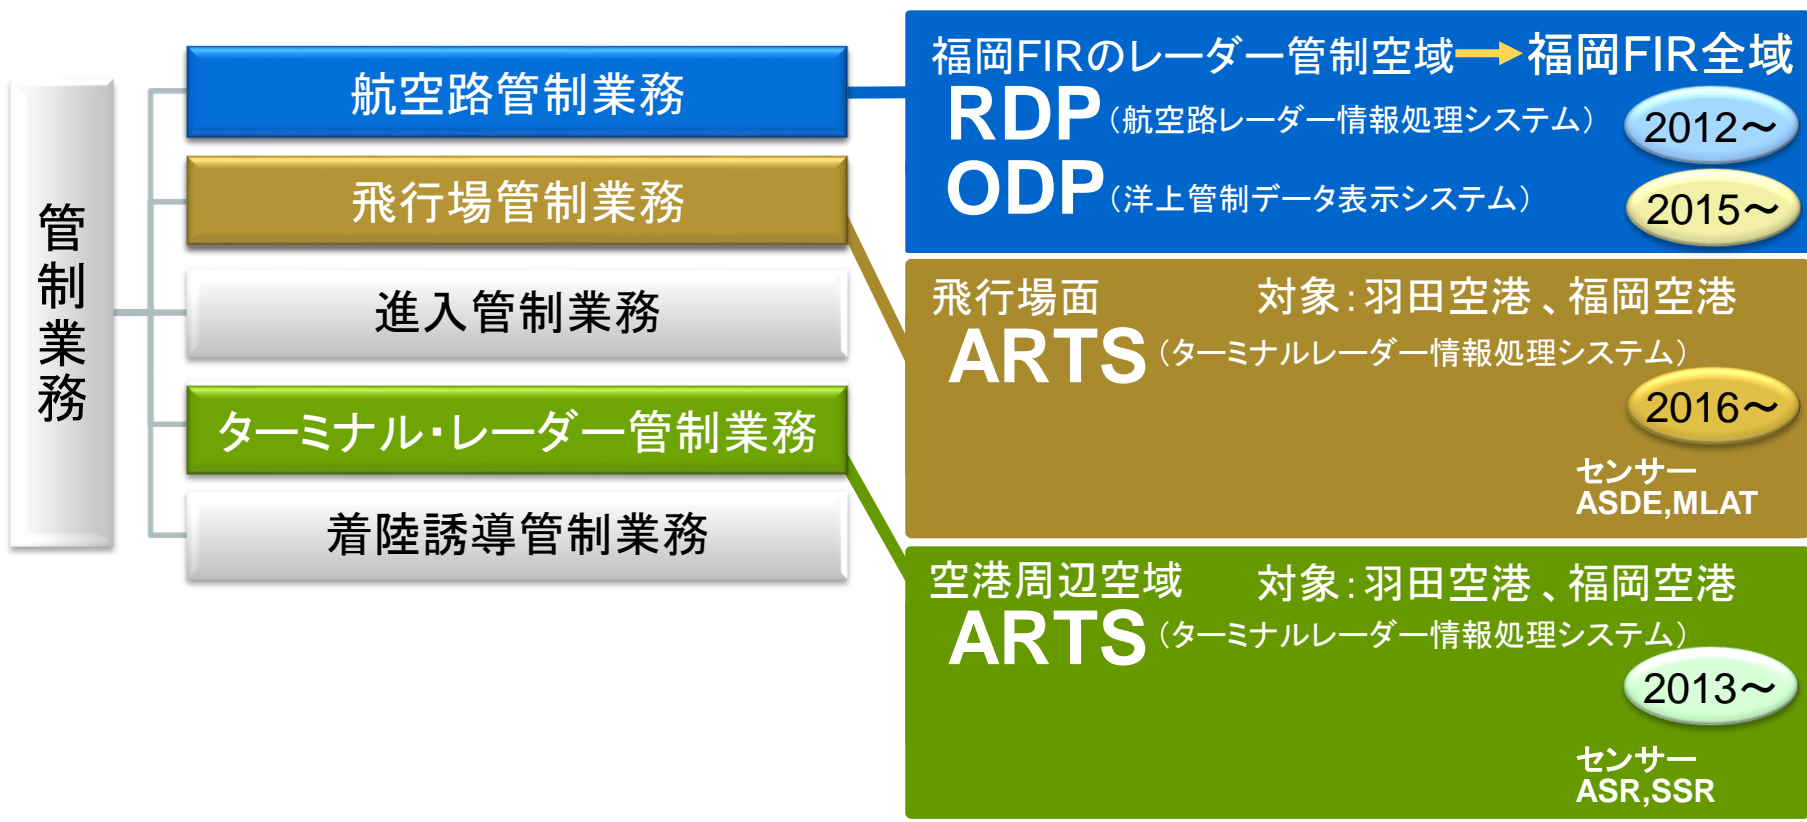 管制業務
航空路管制業務
飛行場管制業務
進入管制業務
ターミナル・レーダー管制業務
着陸誘導管制業務
福岡FIRのレーダー管制空域→福岡FIR全域
RDP（航空路レーダー情報処理システム）
2012～
ODP（洋上管制データ表示システム）
2015～
飛行場面 対象：羽田空港、福岡空港
ARTS（ターミナルレーダー情報処理システム）
2016～
センサー
ASDE,MLAT
空港周辺空域 対象：羽田空港、福岡空港
ARTS（ターミナルレーダー情報処理システム）
2013～
センサー
ASR,SSR